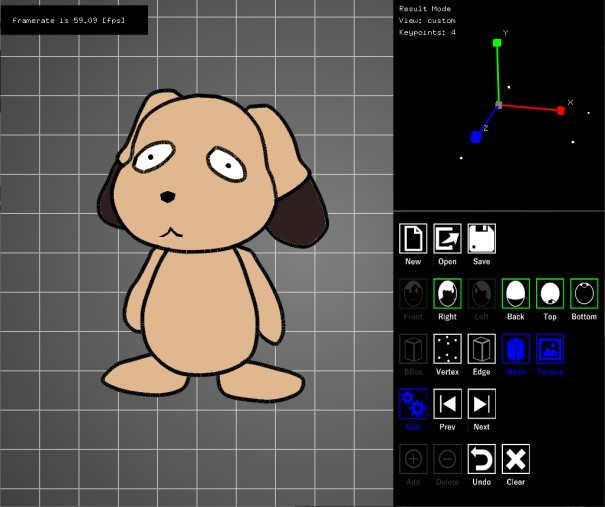 framerate is 59.09 [fps]
Result Mode
View: custom
Keypoints: 4
Y
X
Z
New Open Save
Front Right Left Back Top Bottom
BBox Vertex Edge Mesh Texture
Calc Prev Next
Add Delete Undo Clear